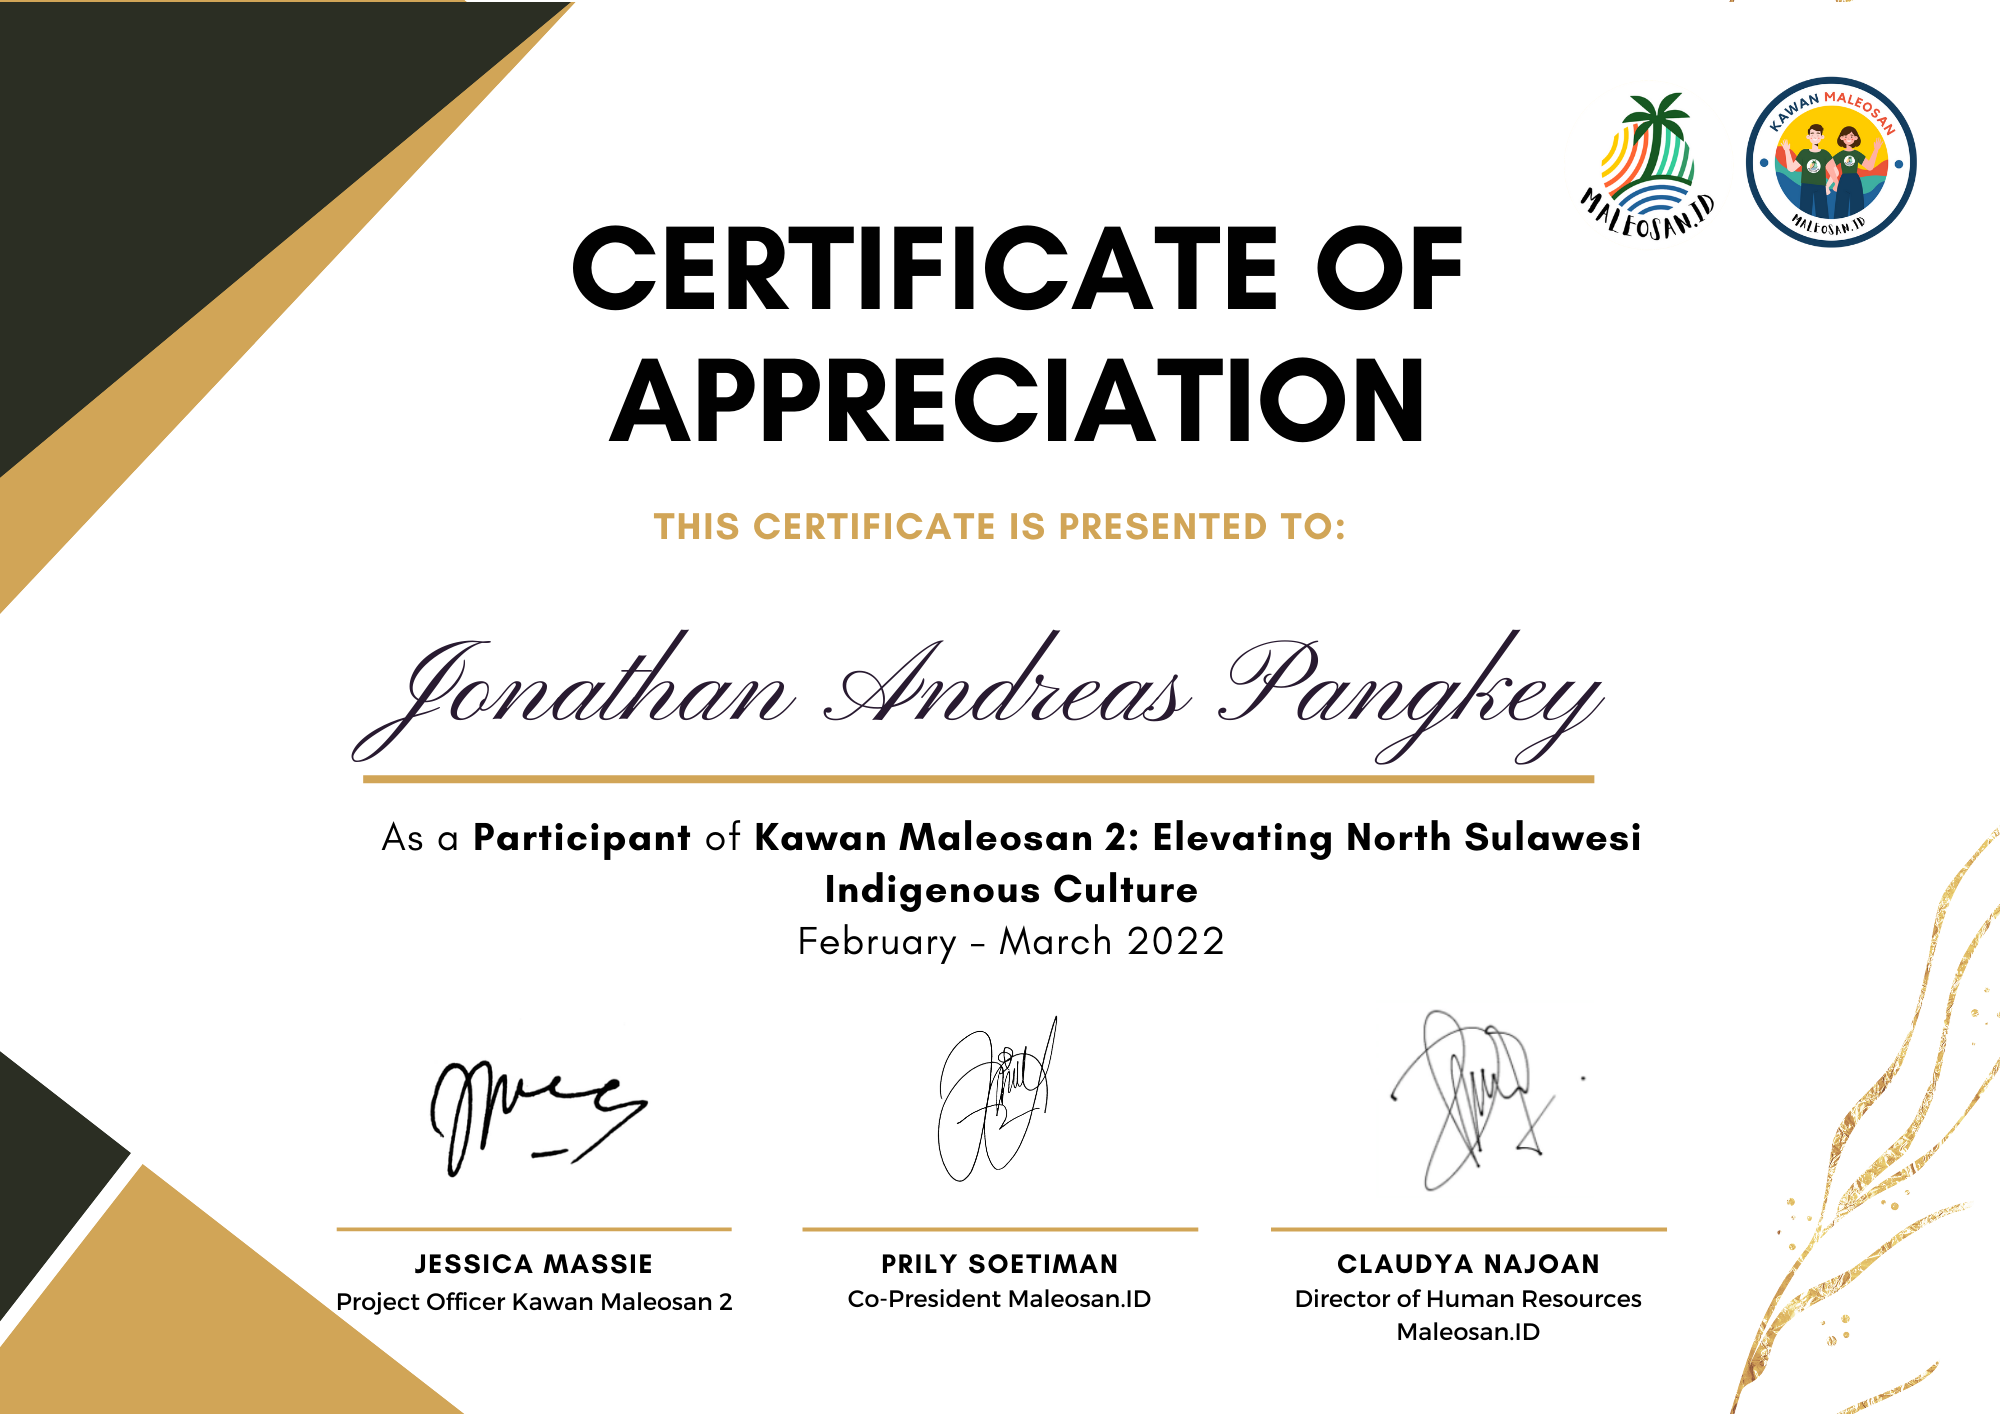 MALEOSAN.ID
KAWAN MALEOSAN
MALEOSAN.ID
CERTIFICATE OF
APPRECIATION
THIS CERTIFICATE IS PRESENTED TO:
Jonathan Andreas Pangkey
As a Participant of Kawan Maleosan 2: Elevating North Sulawesi
Indigenous Culture
February - March 2022
JESSICA MASSIE
Project Officer Kawan Maleosan 2
PRILY SOETIMAN
Co-President Maleosan.ID
CLAUDYA NAJOAN
Director of Human Resources
Maleosan.ID